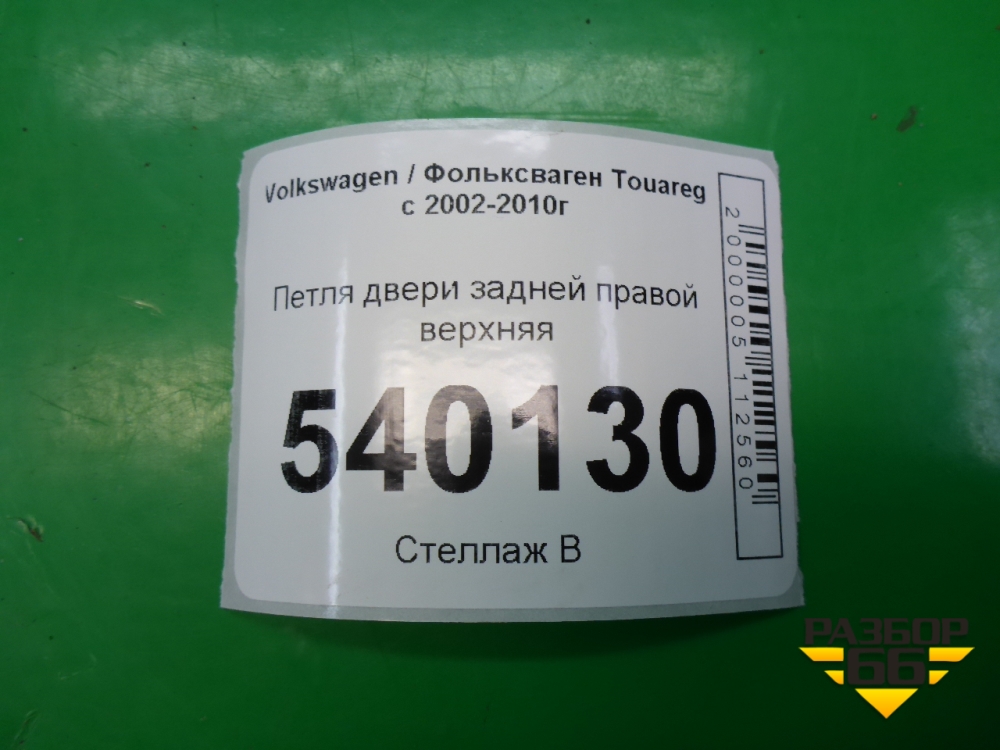 Volkswagen / Фольксваген Touareg
с 2002-2010г
Петля двери задней правой
верхняя
540130
Стеллаж В
2000005112560
РАЗБОР
66